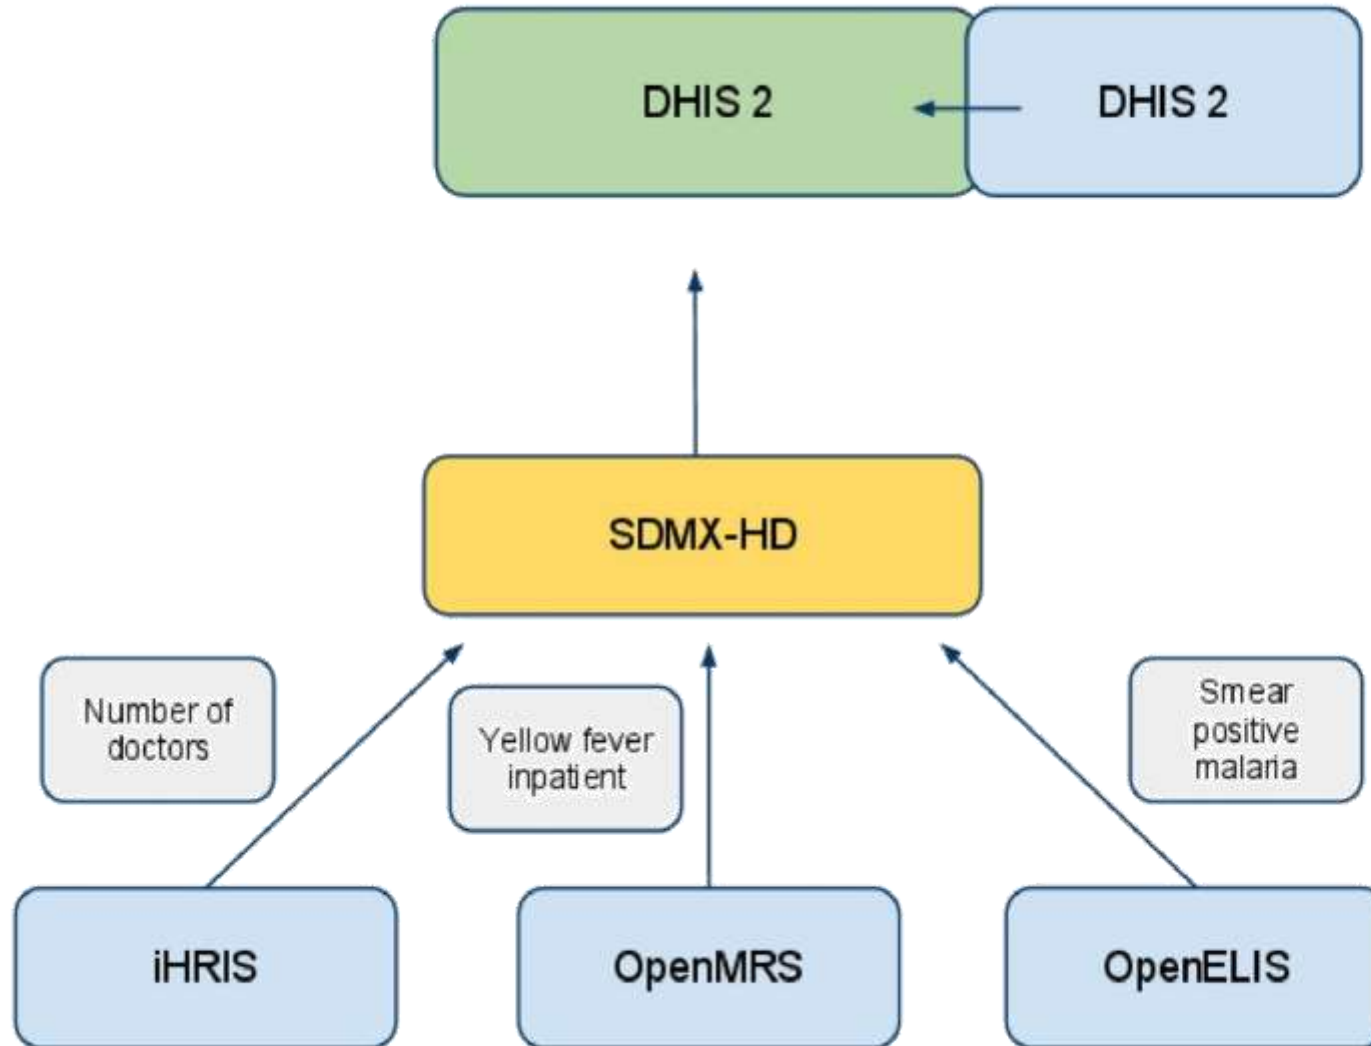 DHIS 2
DHIS 2
SDMX-HD
Number of
doctors
Yellow fever
inpatient
Smear
positive
malaria
iHRIS
OpenMRS
OpenELIS